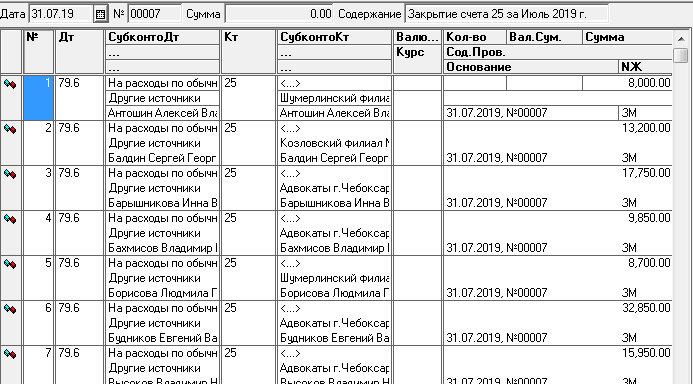 Дата 31.07.19 № 00007 Сумма 0.00 Содержание Закрытие счета 25 за Июль 2019 г.
№ Дт СубконтоДт Кт СубконтоКт Валю... Кол-во Вал.Сум. Сумма
... ... Курс Сод.Пров.
... ... Основание NЖ
1 79.6 На расходы по обычн 25 <...> 8,000.00
Другие источники Шумерлинский филиа
Антошин Алексей Вла Антошин Алексей Вла 31.07.2019, №00007 ЗМ
2 79.6 На расходы по обычн 25 <...> 13,200.00
Другие источники Козловский филиал N
Балдин Сергей Георг Балдин Сергей Георг 31.07.2019, №00007 ЗМ
3 79.6 На расходы по обычн 25 <...> 17,750.00
Другие источники Адвокаты г.Чебоксар
Барышникова Инна В Барышникова Инна В 31.07.2019, №00007 ЗМ
4 79.6 На расходы по обычн 25 <...> 9,850.00
Другие источники Адвокаты г.Чебоксар
Бахмисов Владимир I Бахмисов Владимир I 31.07.2019, №00007 ЗМ
5 79.6 На расходы по обычн 25 <...> 8,700.00
Другие источники Шумерлинский филиа
Борисова Людмила Г Борисова Людмила Г 31.07.2019, №00007 ЗМ
6 79.6 На расходы по обычн 25 <...> 32,850.00
Другие источники Адвокаты г.Чебоксар
Будников Евгений Ва Будников Евгений Ва 31.07.2019, №00007 ЗМ
7 79.6 На расходы по обычн 25 <...> 15,950.00
Другие источники Адвокаты г.Чебоксар
Высоков Владимир Н Высоков Владимир Н 31.07.2019, №00007 ЗМ